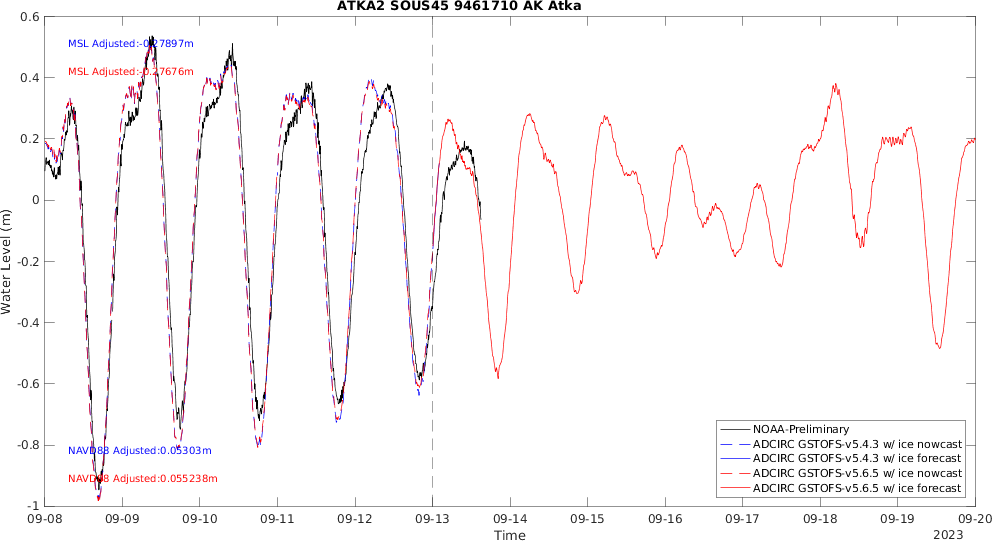 ATKA2 SOUS45 9461710 AK Atka
0.6
0.4
0.2
0
-0.2
-0.4
-0.6
-0.8
-1
Water Level (m)
MSL Adjusted:-0.27897m
MSL Adjusted:-0.27676m
NAVD88 Adjusted:0.05303m
NAVD88 Adjusted:0.055238m
NOAA-Preliminary
ADCIRC GSTOFS-v5.4.3 w/ ice nowcast
ADCIRC GSTOFS-v5.4.3 w/ ice forecast
ADCIRC GSTOFS-v5.6.5 w/ ice nowcast
ADCIRC GSTOFS-v5.6.5 w/ ice forecast
09-08 09-09 09-10 09-11 09-12 09-13 09-14 09-15 09-16 09-17 09-18 09-19 09-20
Time
2023